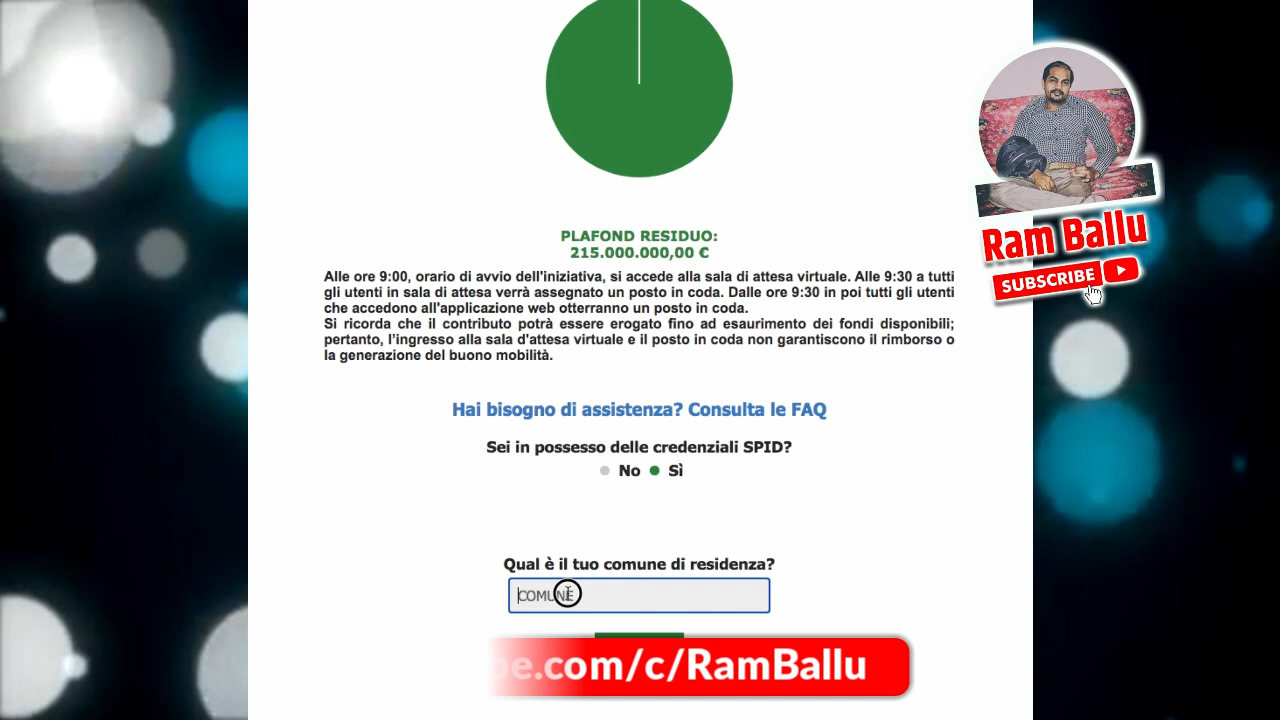 PLAFOND RESIDUO:
215.000.000,00 €
Alle ore 9:00, orario di avvio dell'iniziativa, si accede alla sala di attesa virtuale. Alle 9:30 a tutti
gli utenti in sala di attesa verrà assegnato un posto in coda. Dalle ore 9:30 in poi tutti gli utenti
che accedono all'applicazione web otterranno un posto in coda.
Si ricorda che il contributo potrà essere erogato fino ad esaurimento dei fondi disponibili;
pertanto, l'ingresso alla sala d'attesa virtuale e il posto in coda non garantiscono il rimborso o
la generazione del buono mobilità.
Hai bisogno di assistenza? Consulta le FAQ
Sei in possesso delle credenziali SPID?
No Sì
Qual è il tuo comune di residenza?
COMUNE
be.com/c/RamBallu
Ram Ballu
SUBSCRIBE